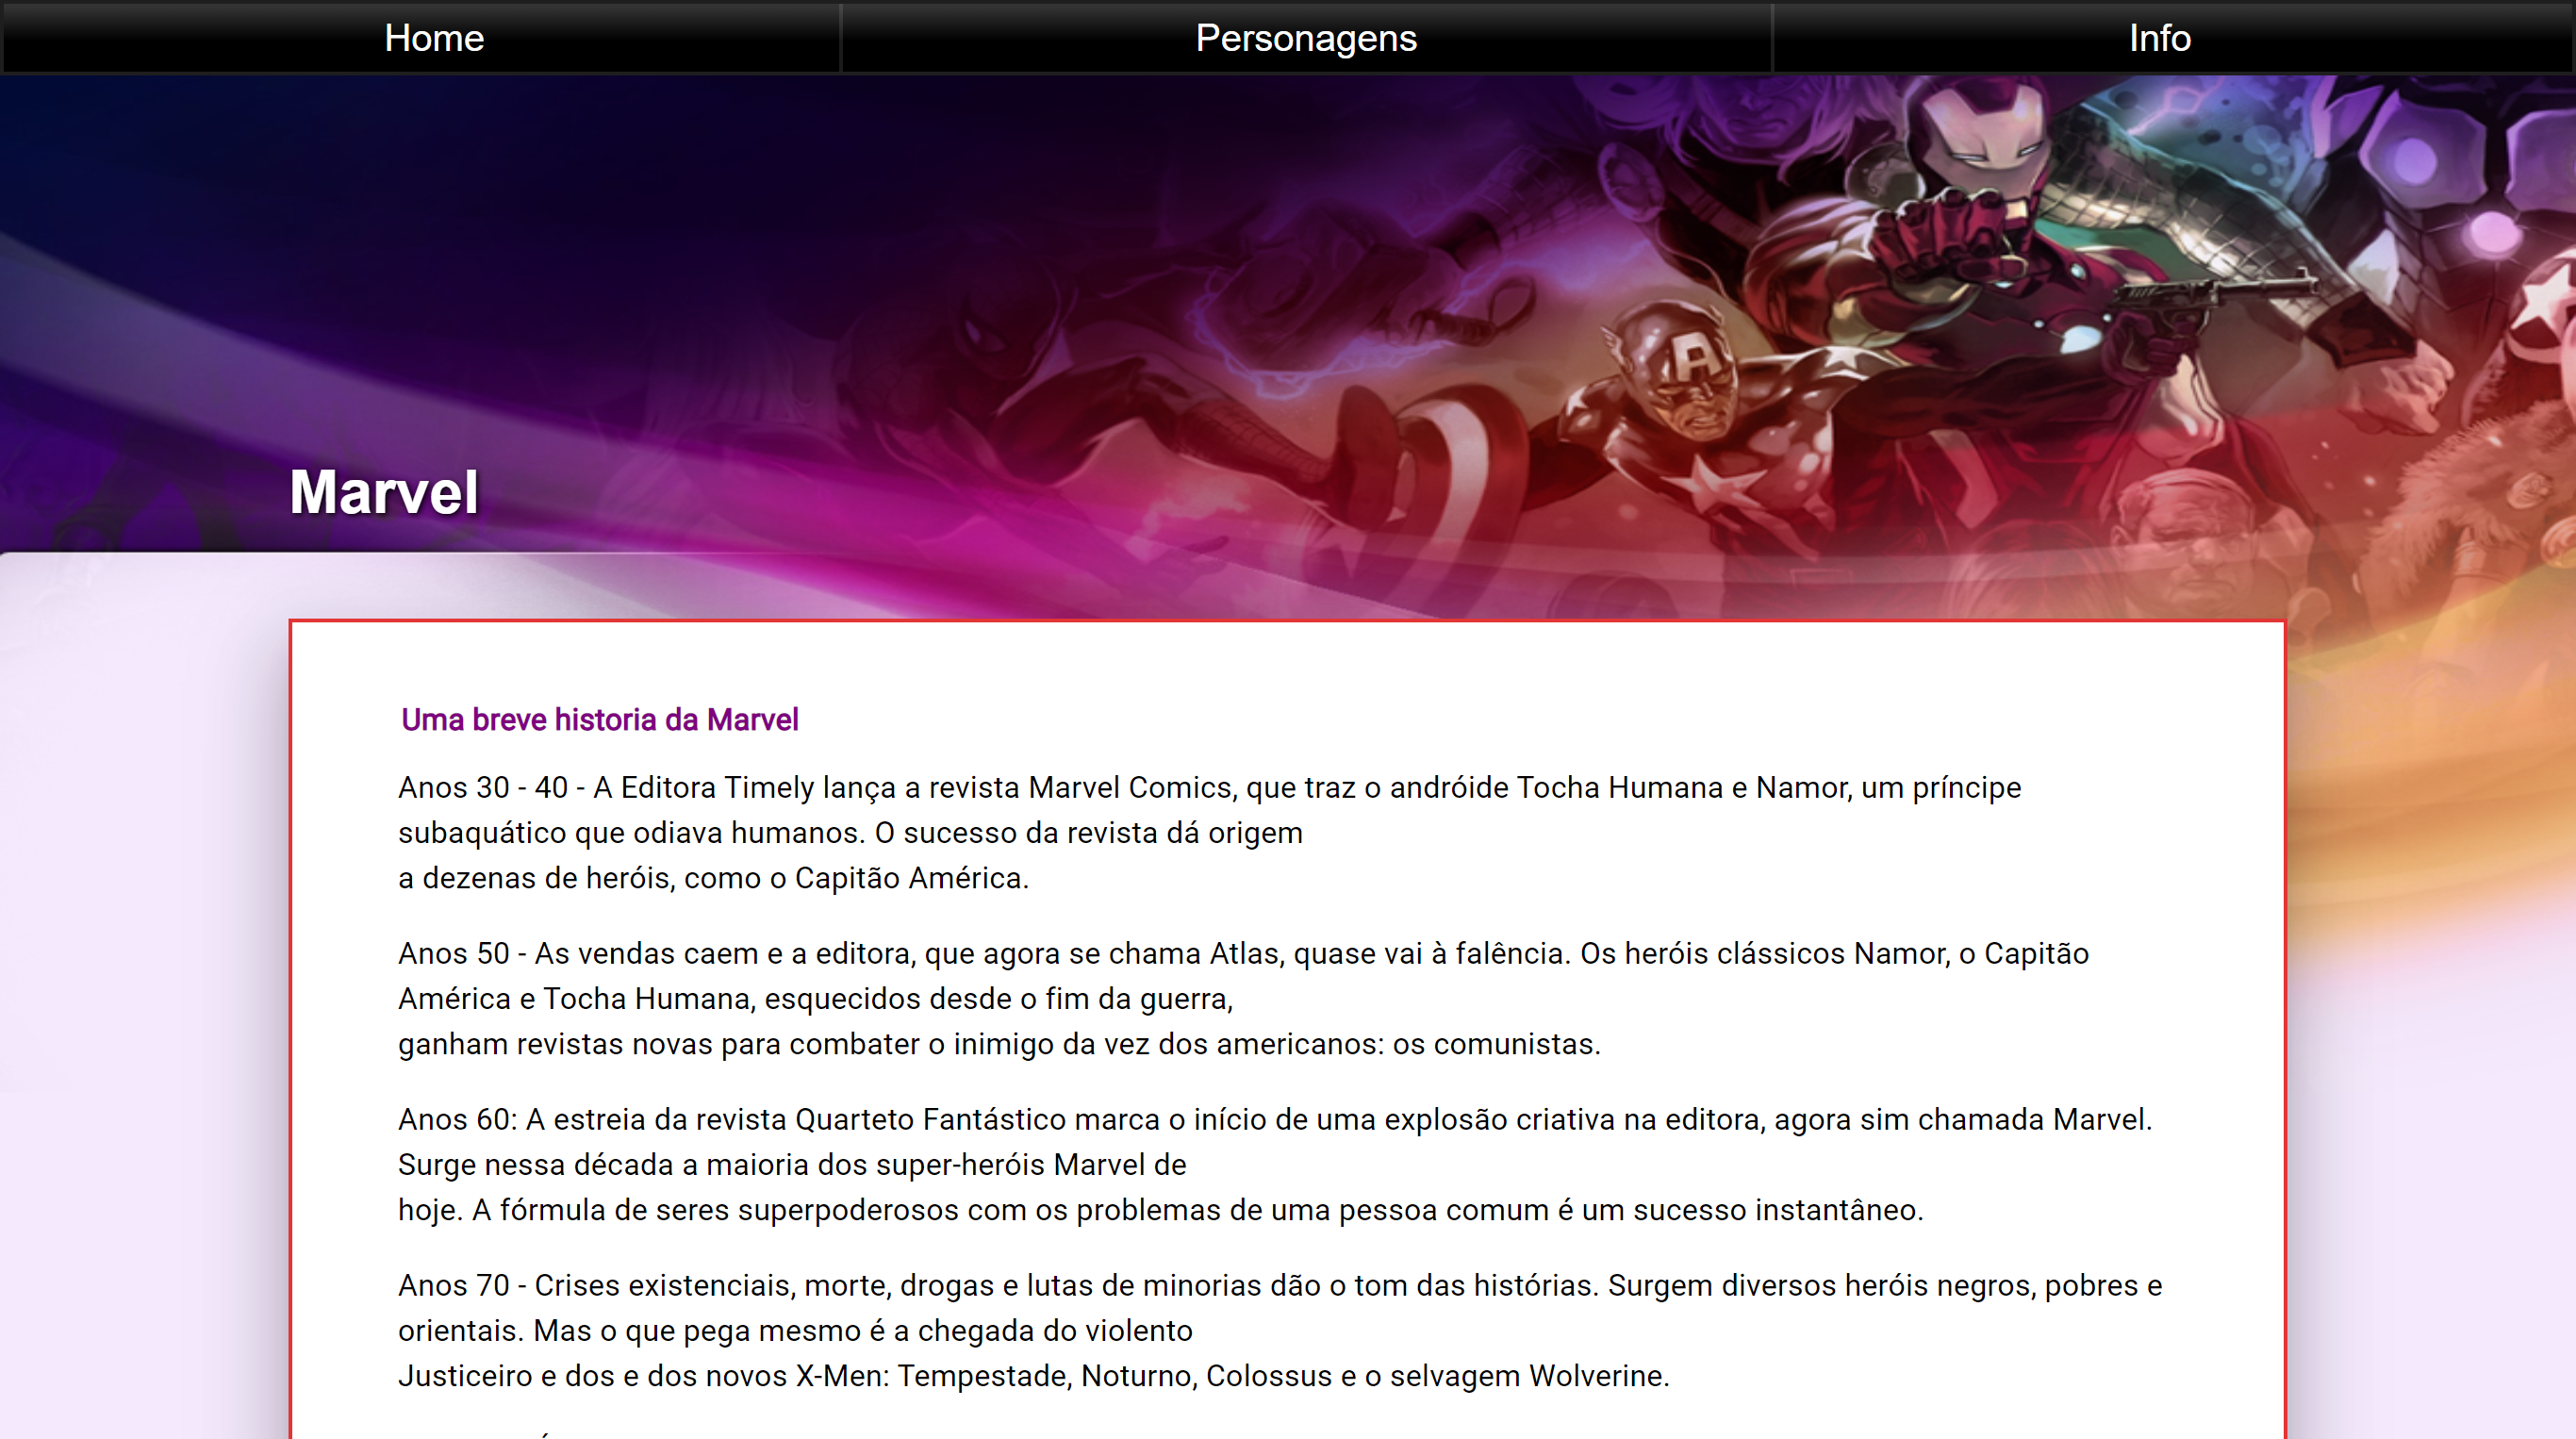 Home
Personagens
Info
Marvel
Uma breve historia da Marvel
Anos 30 - 40 - A Editora Timely lança a revista Marvel Comics, que traz o andróide Tocha Humana e Namor, um príncipe
subaquático que odiava humanos. O sucesso da revista dá origem
a dezenas de heróis, como o Capitão América.
Anos 50 - As vendas caem e a editora, que agora se chama Atlas, quase vai à falência. Os heróis clássicos Namor, o Capitão
América e Tocha Humana, esquecidos desde o fim da guerra,
ganham revistas novas para combater o inimigo da vez dos americanos: os comunistas.
Anos 60: A estreia da revista Quarteto Fantástico marca o início de uma explosão criativa na editora, agora sim chamada Marvel.
Surge nessa década a maioria dos super-heróis Marvel de
hoje. A fórmula de seres superpoderosos com os problemas de uma pessoa comum é um sucesso instantâneo.
Anos 70 - Crises existenciais, morte, drogas e lutas de minorias dão o tom das histórias. Surgem diversos heróis negros, pobres e
orientais. Mas o que pega mesmo é a chegada do violento
Justiceiro e dos e dos novos X-Men: Tempestade, Noturno, Colossus e o selvagem Wolverine.